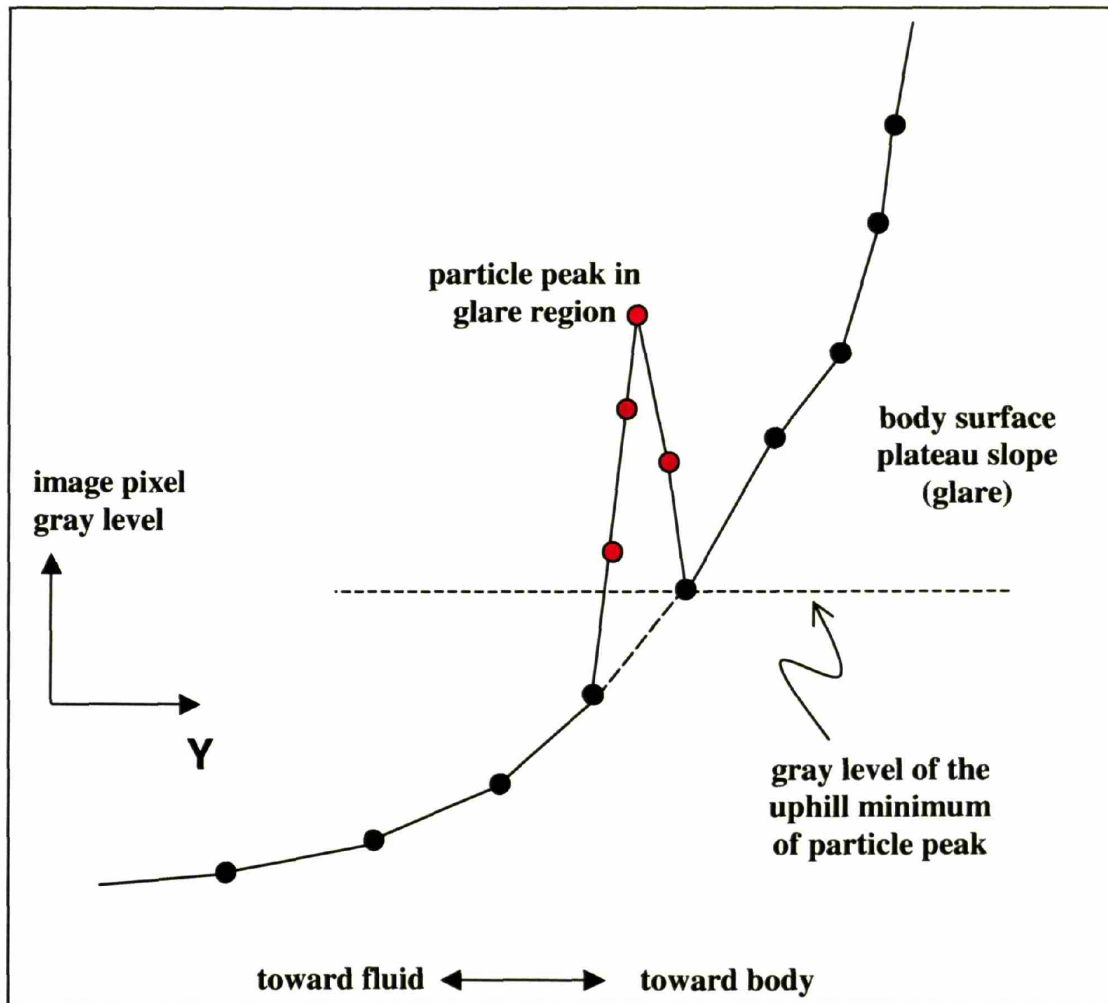 particle peak in
glare region
body surface
plateau slope
(glare)
image pixel
gray level
Y
gray level of the
uphill minimum
of particle peak
toward fluid
toward body